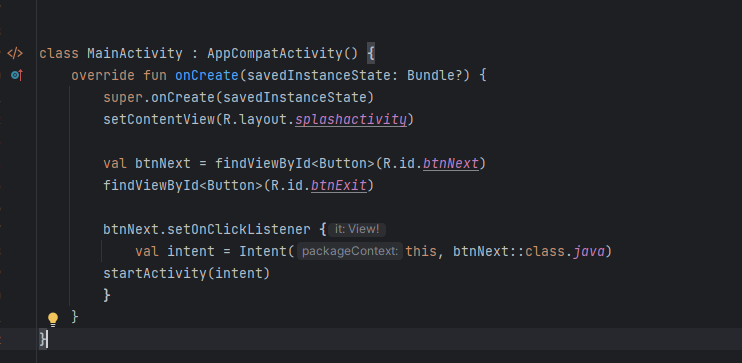 class MainActivity : AppCompatActivity() {
override fun onCreate(savedInstanceState: Bundle?) {
super.onCreate(savedInstanceState)
setContentView(R.layout.splashactivity)
val btnNext = findViewById<Button>(R.id.btnNext)
findViewById<Button>(R.id.btnExit)
btnNext.setOnClickListener { it: View!
val intent = Intent( packageContext: this, btnNext::class.java)
startActivity(intent)
}
}
}